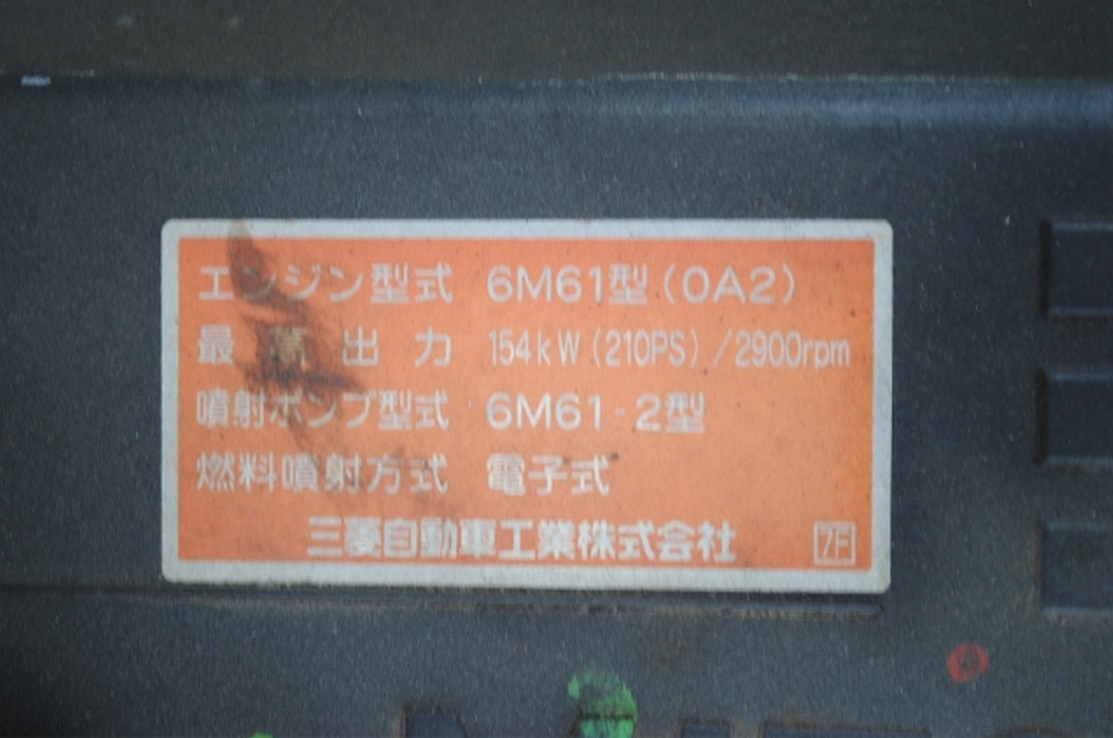 エンジン型式 6M61型(0A2)
最高出力 154kW(210PS)/2900rpm
噴射ポンプ型式 6M61-2型
燃料噴射方式 電子式
三菱自動車工業株式会社 7F